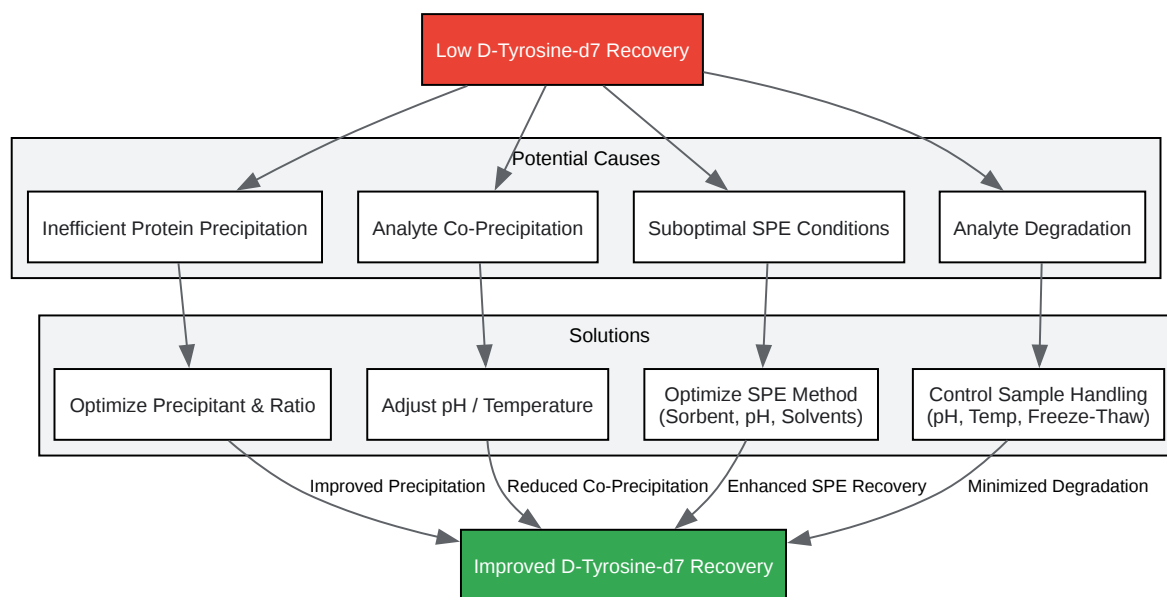 Low D-Tyrosine-d7 Recovery
Potential Causes
Inefficient Protein Precipitation
Analyte Co-Precipitation
Suboptimal SPE Conditions
Analyte Degradation
Solutions
Optimize Precipitant & Ratio
Adjust pH / Temperature
Optimize SPE Method
(Sorbent, pH, Solvents)
Control Sample Handling
(pH, Temp, Freeze-Thaw)
Improved Precipitation
Reduced Co-Precipitation
Enhanced SPE Recovery
Minimized Degradation
Improved D-Tyrosine-d7 Recovery